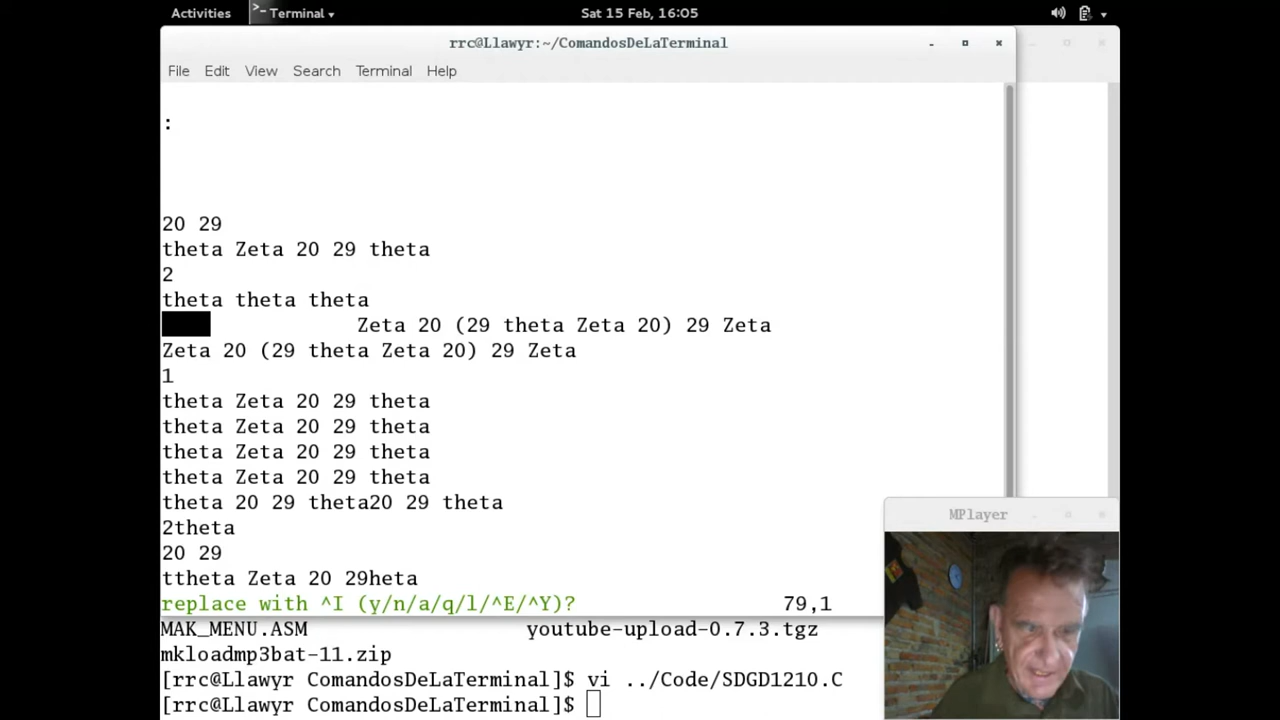 Activities >_ Terminal Sat 15 Feb, 16:05
rrc@Llawyr:~/ComandosDeLaTerminal
File Edit View Search Terminal Help
:
20 29
theta Zeta 20 29 theta
2
theta theta theta
Zeta 20 (29 theta Zeta 20) 29 Zeta
Zeta 20 (29 theta Zeta 20) 29 Zeta
1
theta Zeta 20 29 theta
theta Zeta 20 29 theta
theta Zeta 20 29 theta
theta Zeta 20 29 theta
theta 20 29 theta20 29 theta
2theta
20 29
ttheta Zeta 20 29heta
replace with ^I (y/n/a/q/l/^E/^Y)? 79,1
MPlayer
MAK_MENU.ASM youtube-upload-0.7.3.tgz
mkloadmp3bat-11.zip
[rrc@Llawyr ComandosDeLaTerminal]$ vi ../Code/SDGD1210.C
[rrc@Llawyr ComandosDeLaTerminal]$